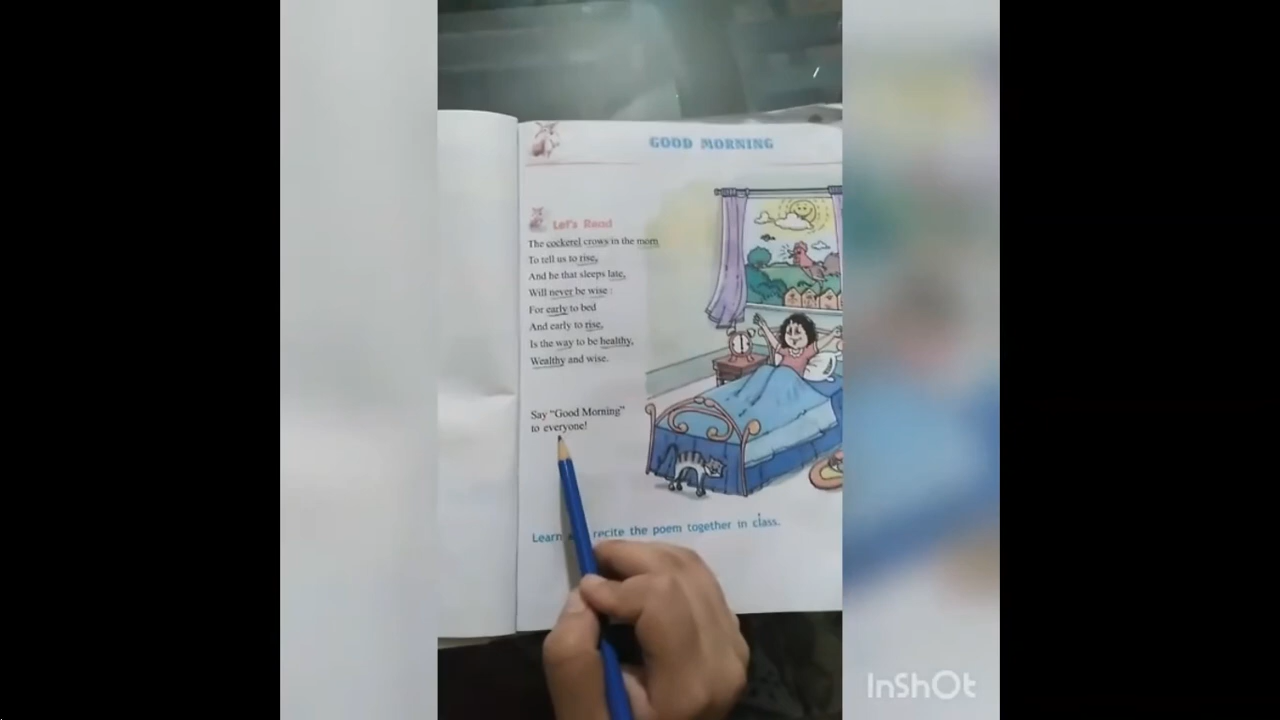 GOOD MORNING
Let's Read
The cockerel crows in the morn
To tell us to rise,
And he that sleeps late,
Will never be wise :
For early to bed
And early to rise,
Is the way to be healthy,
Wealthy and wise.
Say "Good Morning"
to everyone!
Learn recite the poem together in class.
InShOt